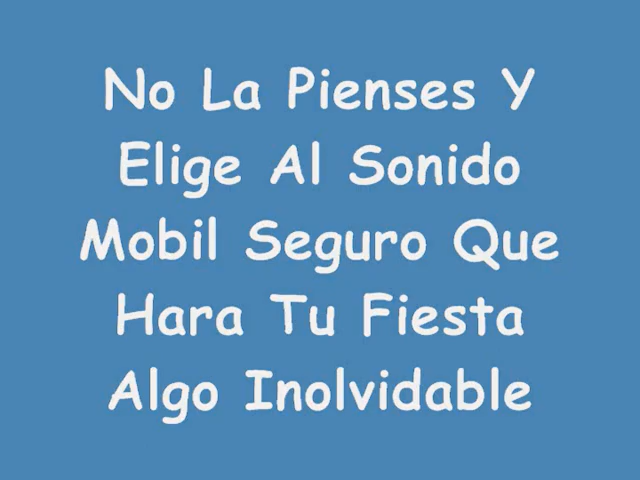 No La Pienses Y
Elige Al Sonido
Mobil Seguro Que
Hara Tu Fiesta
Algo Inolvidable